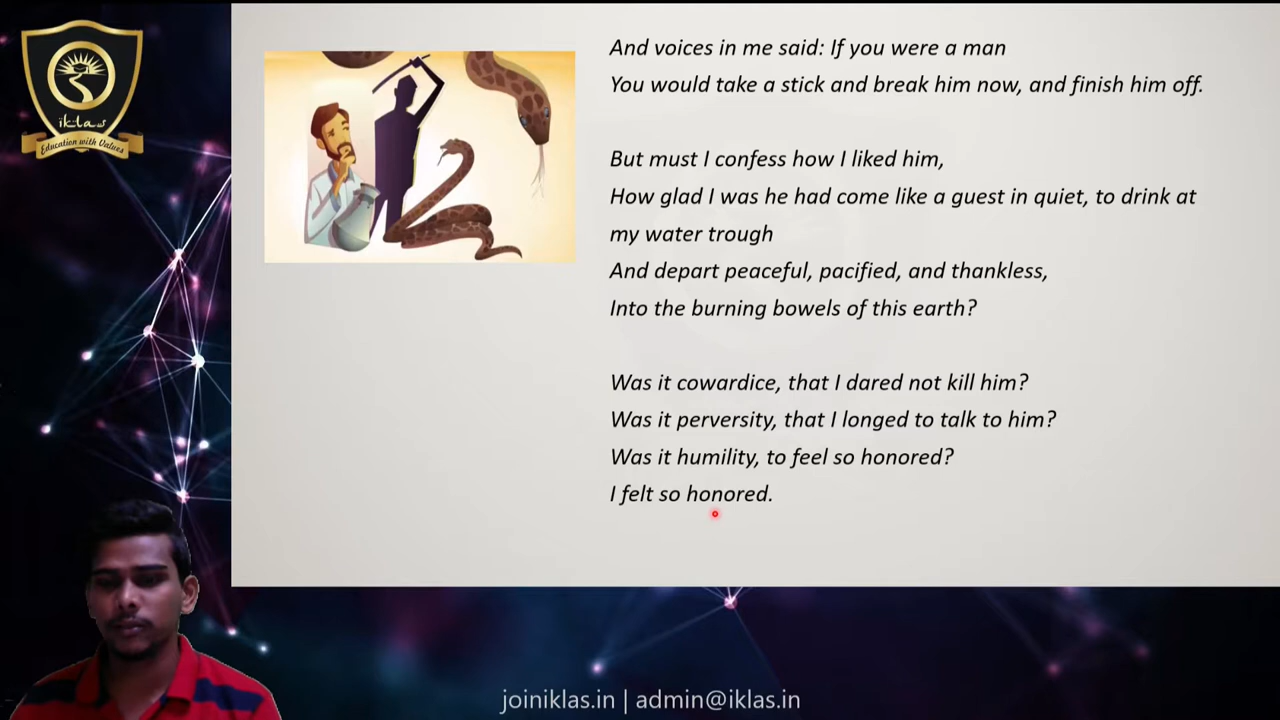 iklas
Education with Values
And voices in me said: If you were a man
You would take a stick and break him now, and finish him off.
But must I confess how I liked him,
How glad I was he had come like a guest in quiet, to drink at
my water trough
And depart peaceful, pacified, and thankless,
Into the burning bowels of this earth?
Was it cowardice, that I dared not kill him?
Was it perversity, that I longed to talk to him?
Was it humility, to feel so honored?
I felt so honored.
joiniklas.in | admin@iklas.in